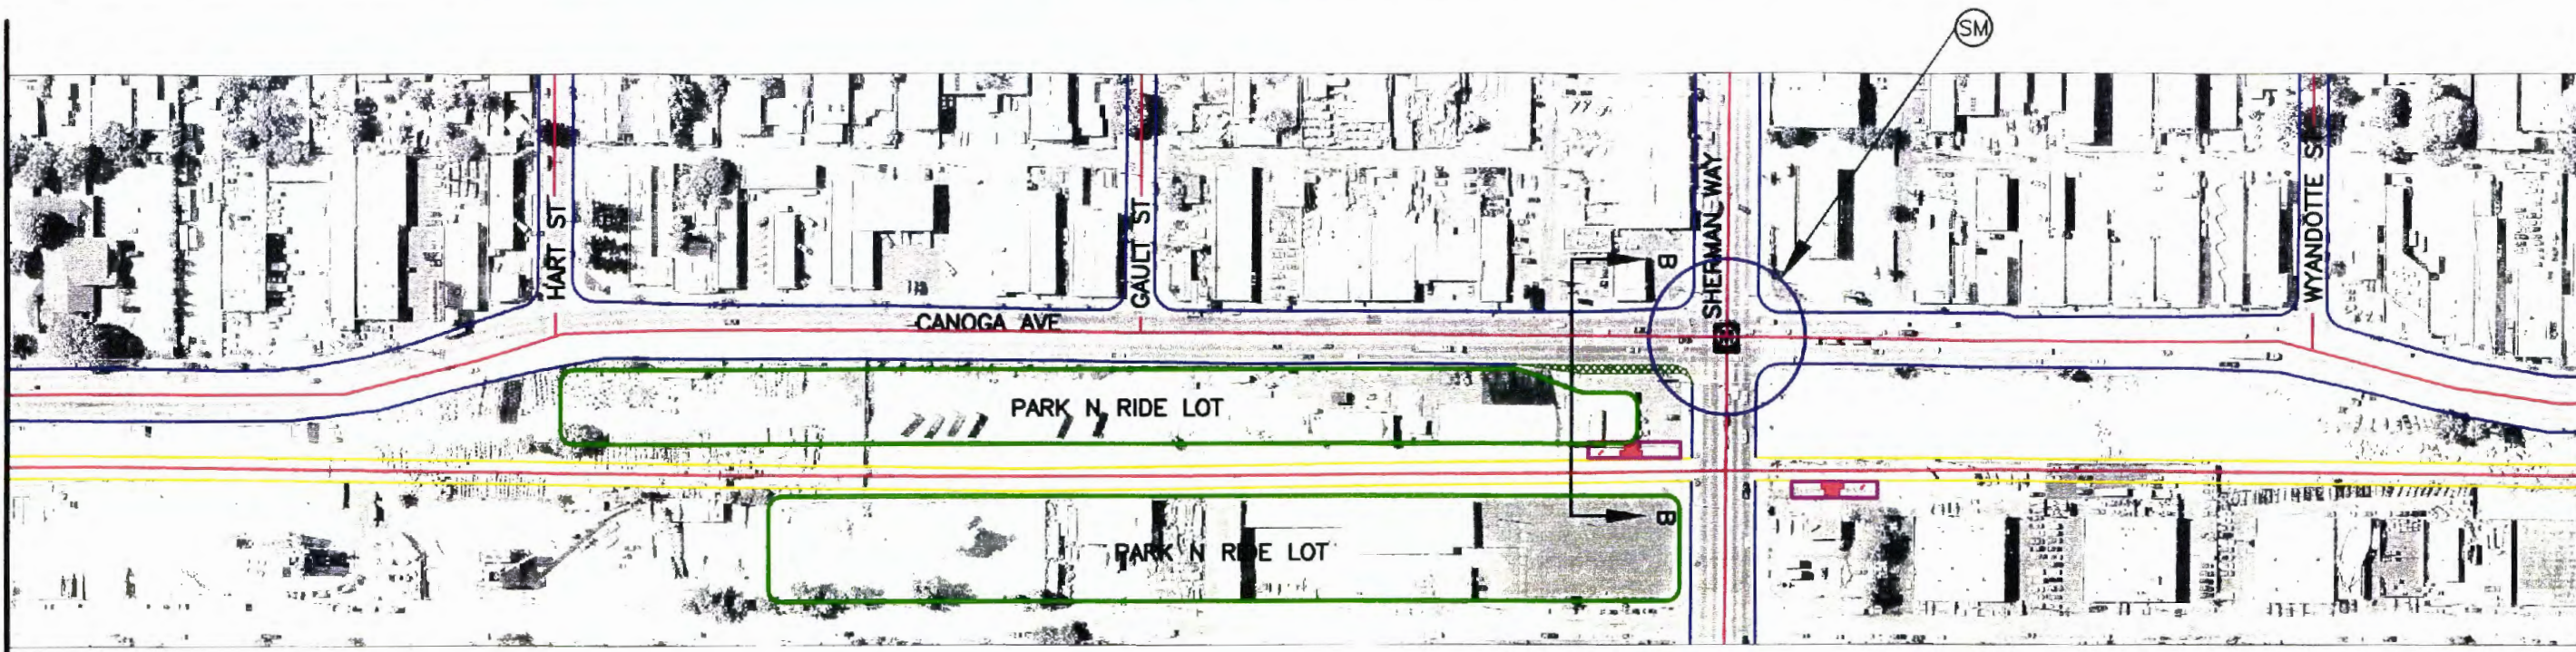 SM
HART ST
GAULT ST
SHERMAN WAY
WYANDOTTE ST
B
CANOGA AVE
PARK N RIDE LOT
B
PARK N RIDE LOT